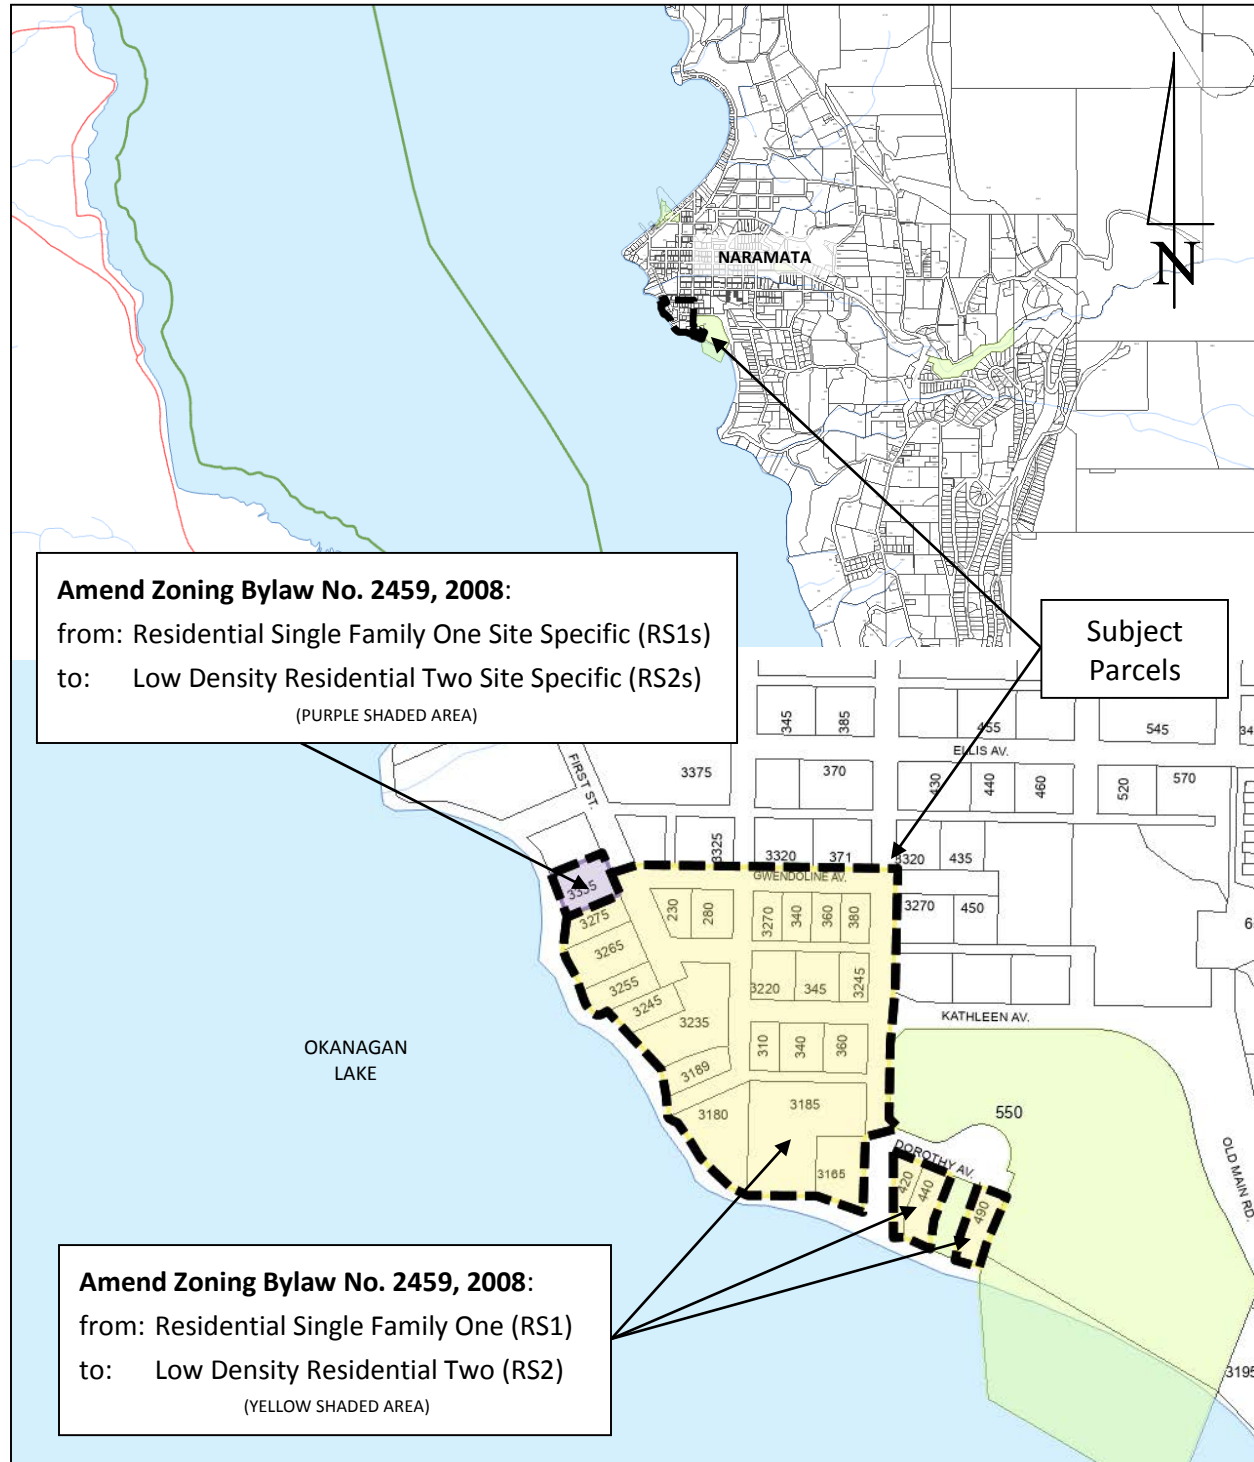 NARAMATA
N
Amend Zoning Bylaw No. 2459, 2008:
from: Residential Single Family One Site Specific (RS1s)
to: Low Density Residential Two Site Specific (RS2s)
(PURPLE SHADED AREA)
Subject
Parcels
345
385
455
545
ELLIS AV.
FIRST ST.
3375
370
430
440
460
520
570
3325
3320
371
3320
435
GWENDOLINE AV.
3335
3275
230
280
3270
340
360
380
3270
450
3265
3255
3245
3220
345
3245
3235
KATHLEEN AV.
OKANAGAN
LAKE
310
340
360
3189
3180
3185
550
DOROTHY AV.
OLD MAIN RD.
3165
420
440
490
3195
Amend Zoning Bylaw No. 2459, 2008:
from: Residential Single Family One (RS1)
to: Low Density Residential Two (RS2)
(YELLOW SHADED AREA)